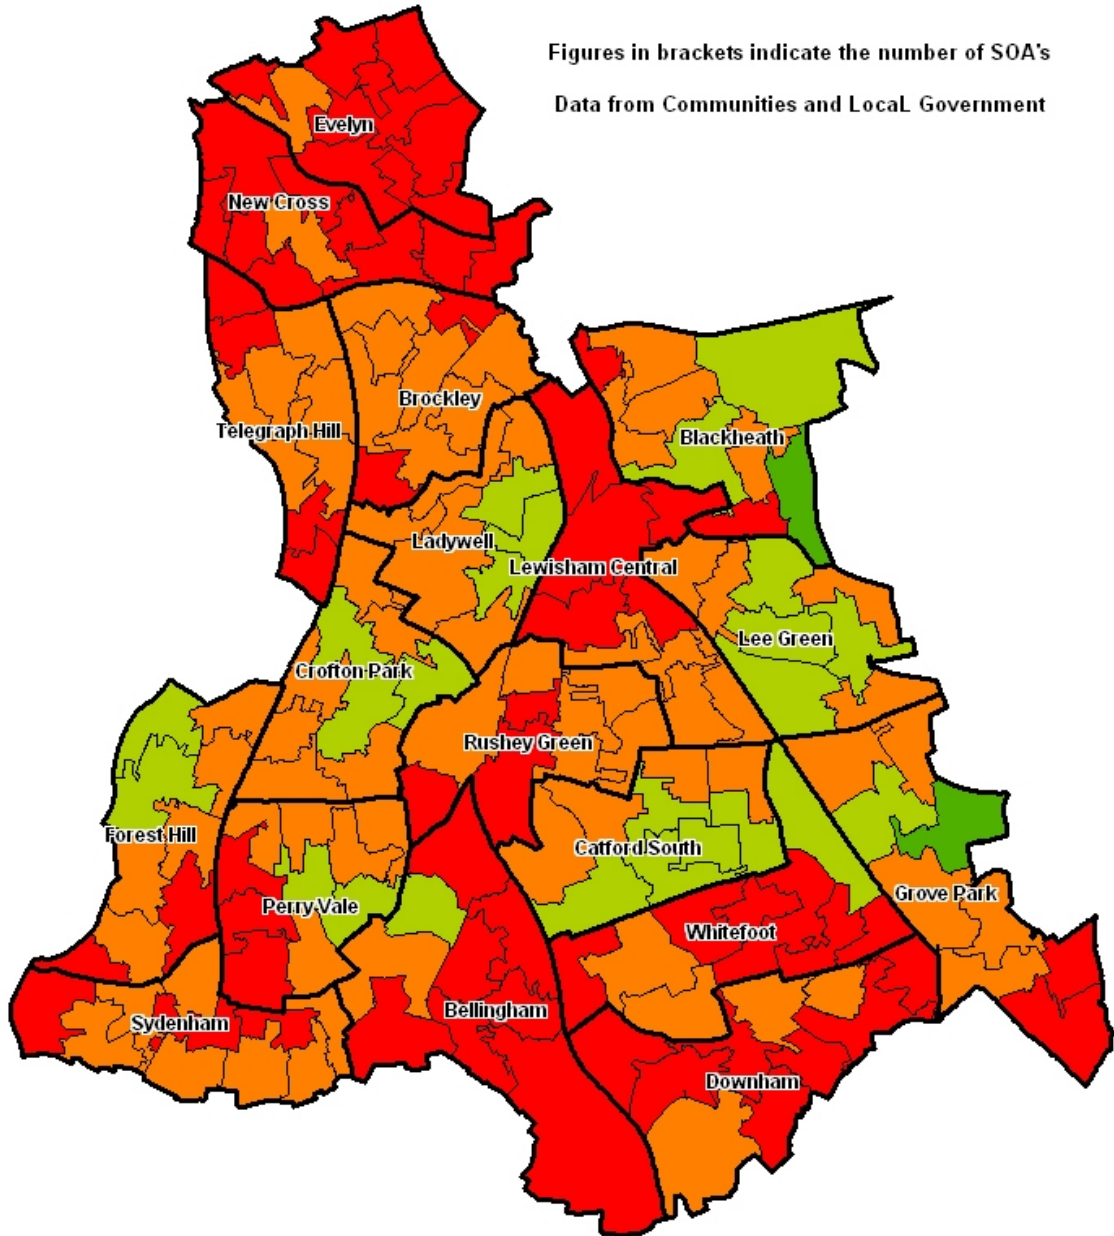 Figures in brackets indicate the number of SOA's
Data from Communities and LocaL Government
Evelyn
New Cross
Brockley
Telegraph Hill
Blackheath
Ladywell
Lewisham Central
Lee Green
Crofton Park
Rushey Green
Forest Hill
Catford South
Grove Park
Perry Vale
Whitefoot
Bellingham
Sydenham
Downham